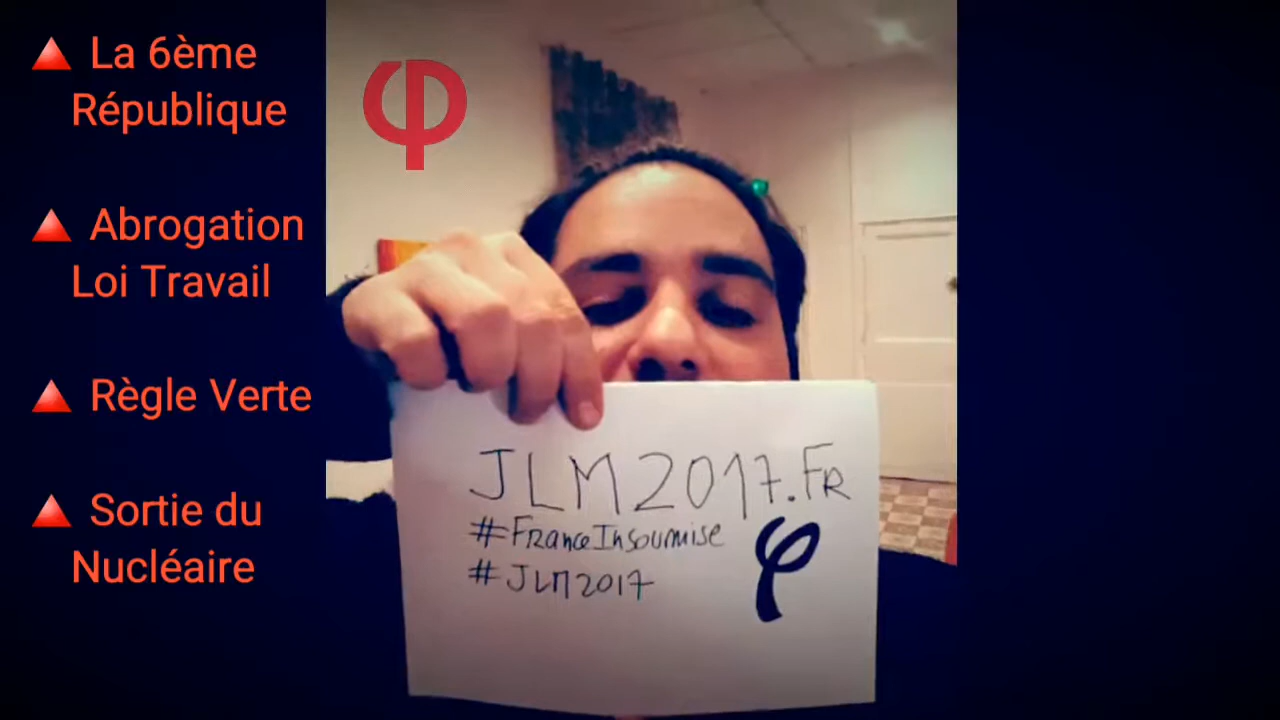 La 6ème
République
Abrogation
Loi Travail
Règle Verte
Sortie du
Nucléaire
φ
JLM2017.FR
#FranceInsoumise
#JLM2017
φ